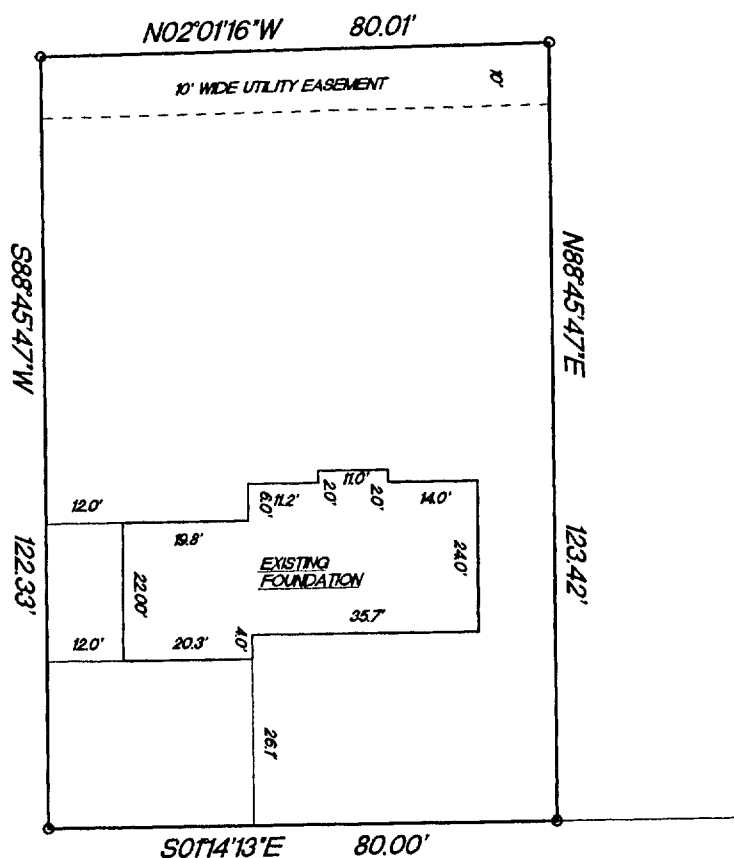 N02°01'16"W 80.01'
10' WIDE UTILITY EASEMENT
10'
S88°45'47"W
N88°45'47"E
11.0'
2.0'
2.0'
6.0'
11.2'
14.0'
12.0'
19.8'
122.33'
123.42'
EXISTING
FOUNDATION
22.00'
24.0'
35.7'
12.0'
20.3'
4.0'
26.1'
S01°14'13"E 80.00'